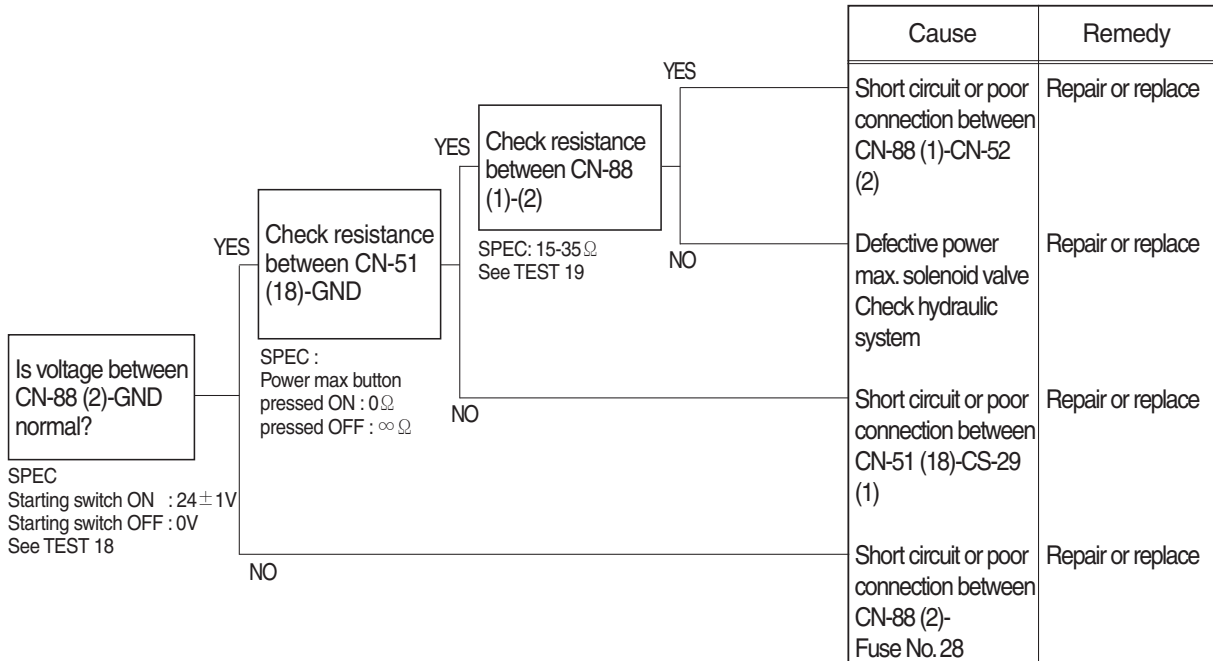 Cause
Remedy
YES
Short circuit or poor
connection between
CN-88 (1)-CN-52
(2)
Repair or replace
YES
Check resistance
between CN-88
(1)-(2)
SPEC: 15-35Ω
See TEST 19
NO
Defective power
max. solenoid valve
Check hydraulic
system
Repair or replace
YES
Check resistance
between CN-51
(18)-GND
SPEC :
Power max button
pressed ON : 0Ω
pressed OFF : ∞Ω
NO
Short circuit or poor
connection between
CN-51 (18)-CS-29
(1)
Repair or replace
Is voltage between
CN-88 (2)-GND
normal?
SPEC
Starting switch ON : 24±1V
Starting switch OFF : 0V
See TEST 18
NO
Short circuit or poor
connection between
CN-88 (2)-
Fuse No. 28
Repair or replace